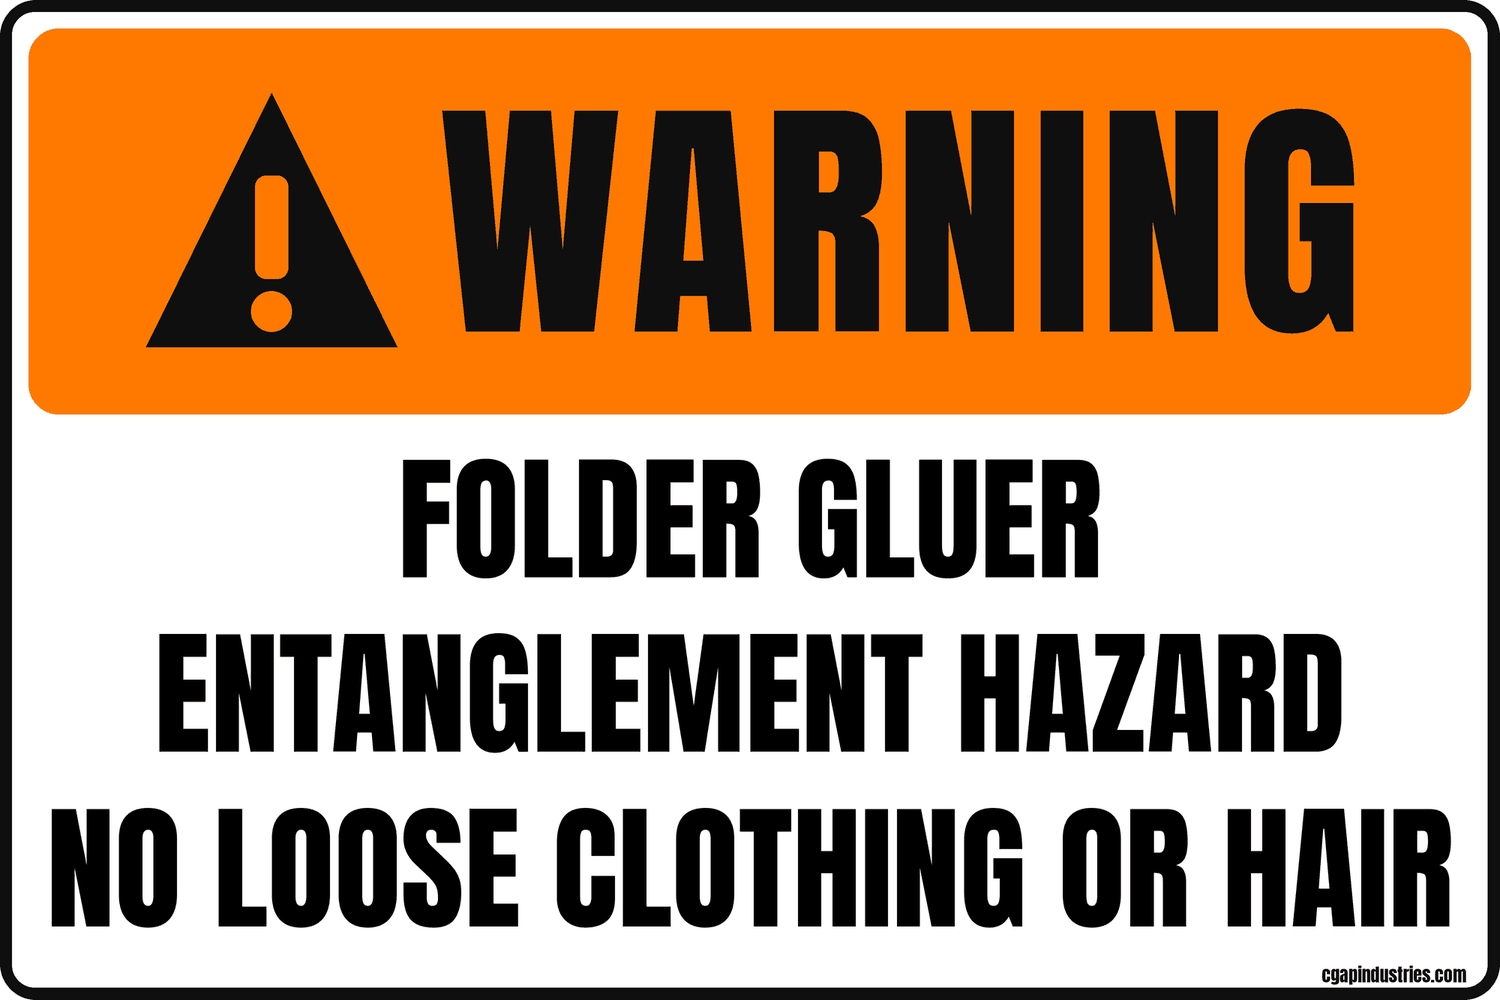 WARNING
FOLDER GLUER
ENTANGLEMENT HAZARD
NO LOOSE CLOTHING OR HAIR
cgapindustries.com